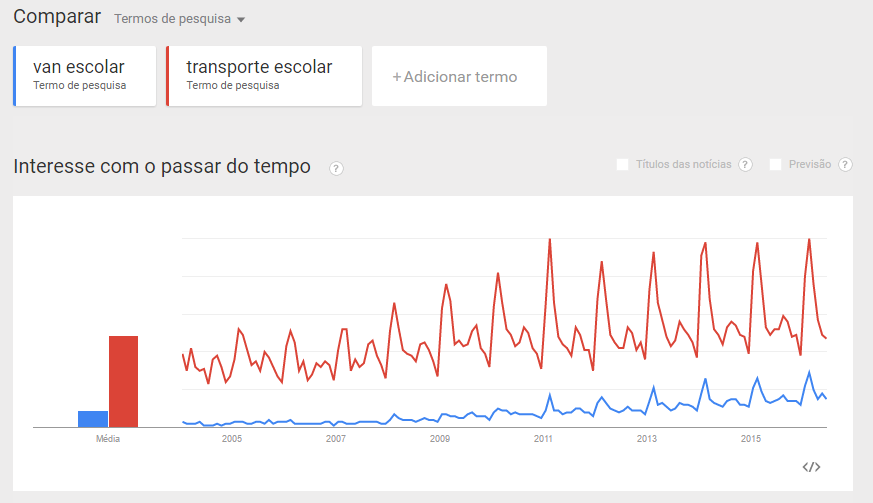 Comparar Termos de pesquisa
van escolar
Termo de pesquisa
transporte escolar
Termo de pesquisa
+Adicionar termo
Interesse com o passar do tempo ?
Títulos das notícias ?
Previsão ?
Média
2005 2007 2009 2011 2013 2015
</>